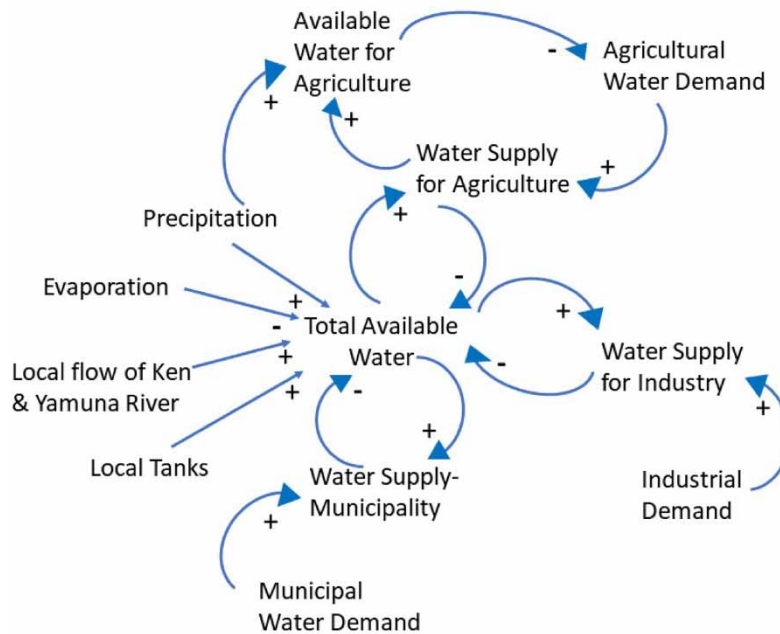 Available
Water for
Agriculture
-
Agricultural
Water Demand
+
+
Water Supply
for Agriculture
+
Precipitation
+
-
Evaporation
+
-
Total Available
Water
+
+
Local flow of Ken
& Yamuna River
+
-
Water Supply
for Industry
-
+
+
Local Tanks
Water Supply-
Municipality
Industrial
Demand
+
Municipal
Water Demand